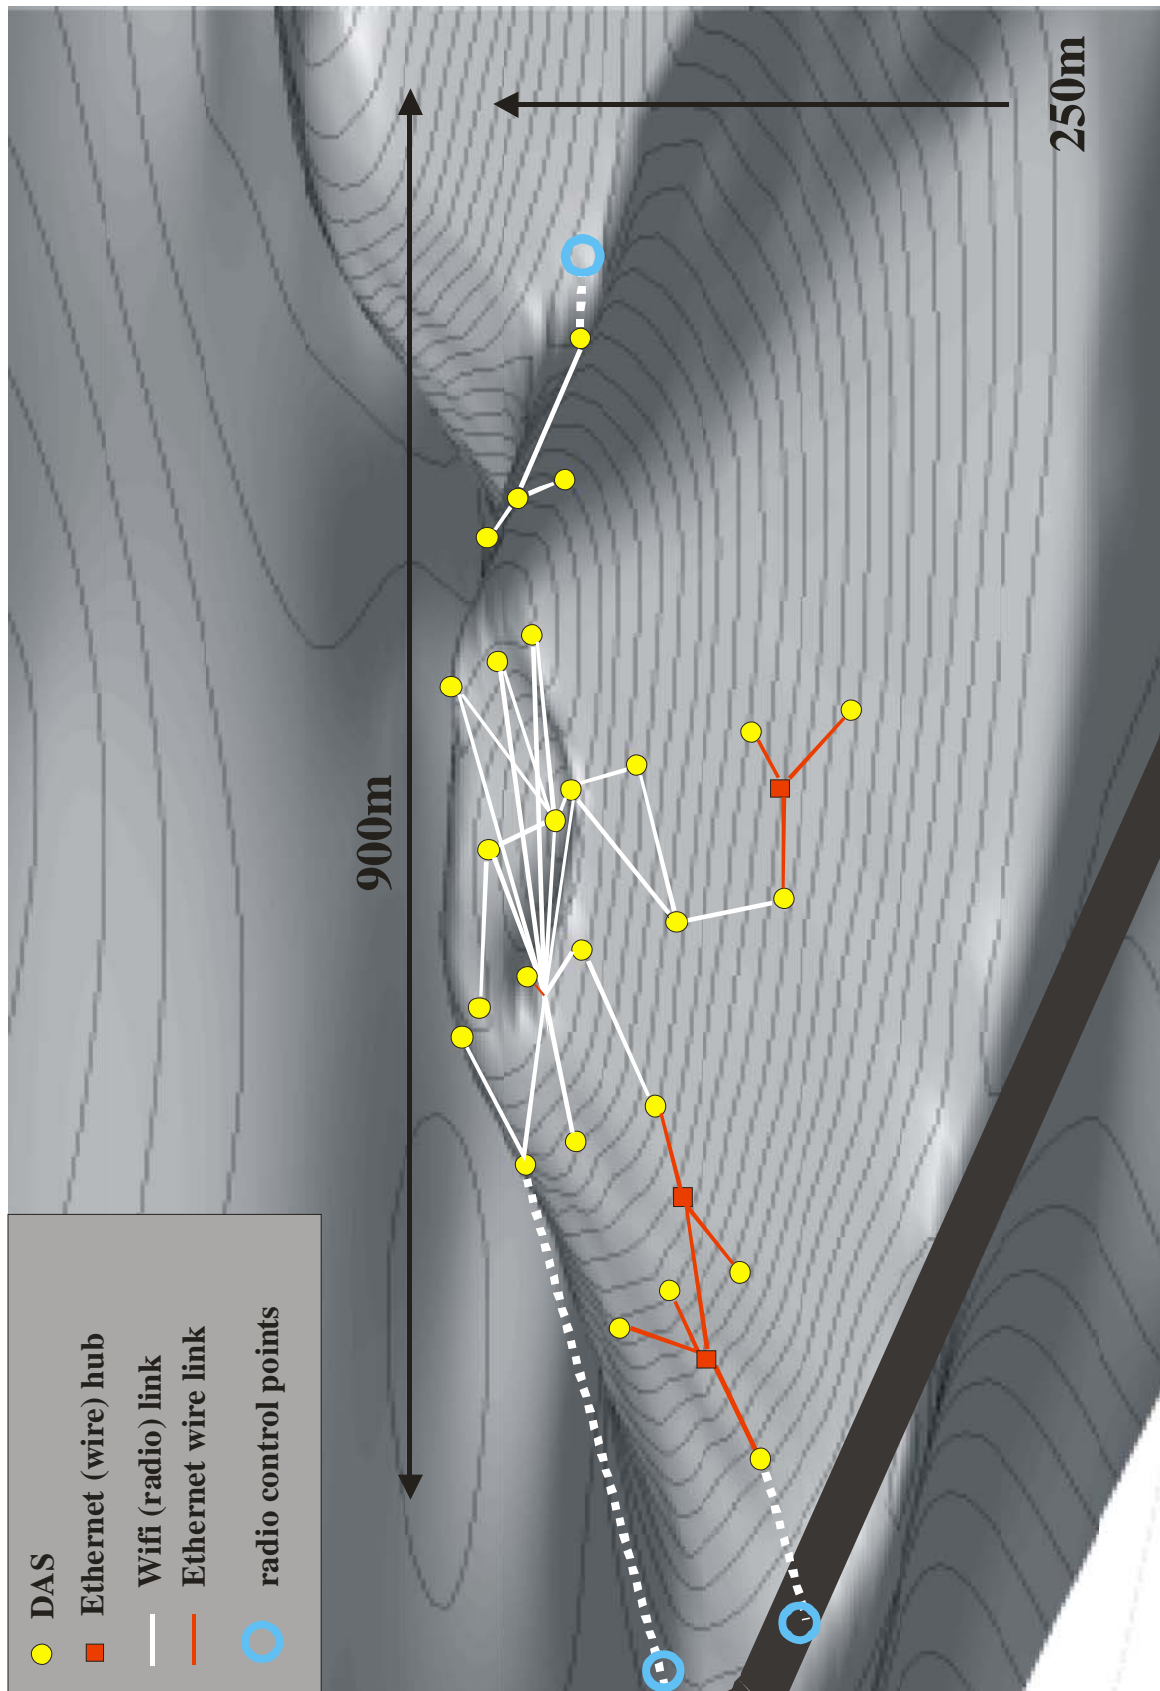 DAS
Ethernet (wire) hub
Wifi (radio) link
Ethernet wire link
radio control points
900m
250m